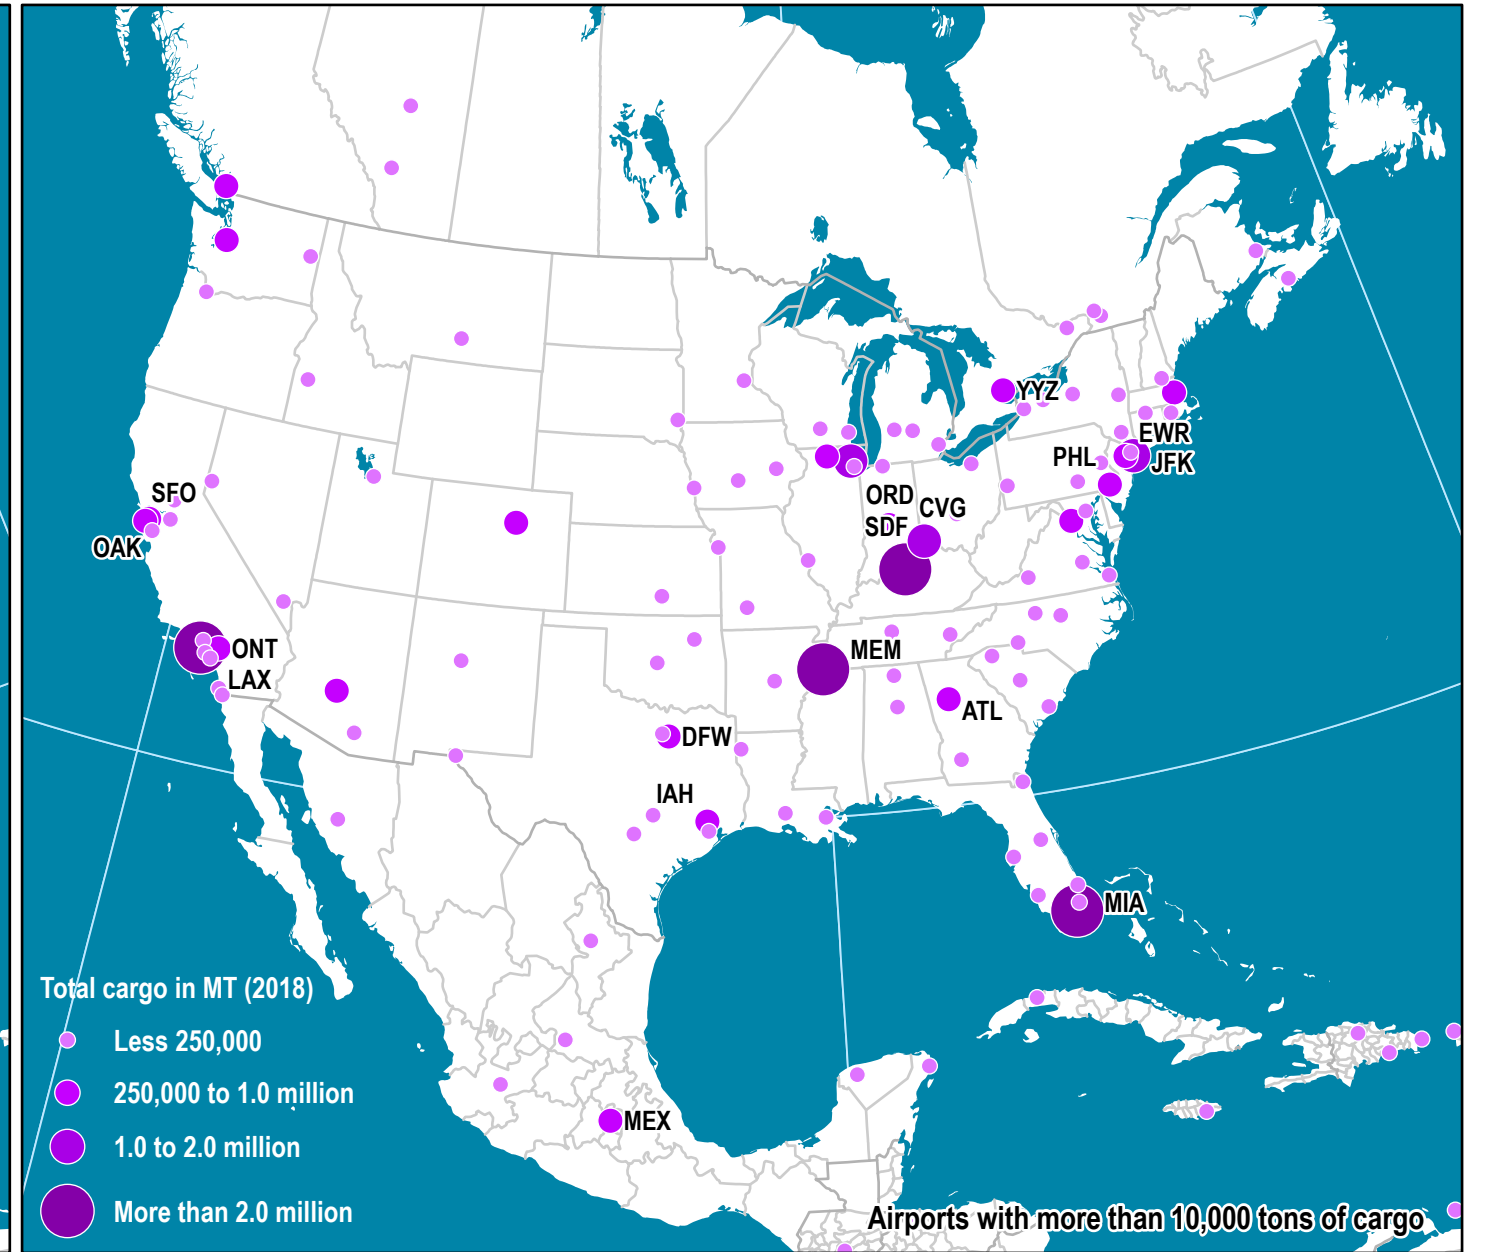 YYZ
EWR
PHL
JFK
SFO
ORD
CVG
SDF
OAK
ONT
MEM
LAX
ATL
DFW
IAH
MIA
Total cargo in MT (2018)
Less 250,000
250,000 to 1.0 million
MEX
1.0 to 2.0 million
More than 2.0 million
Airports with more than 10,000 tons of cargo